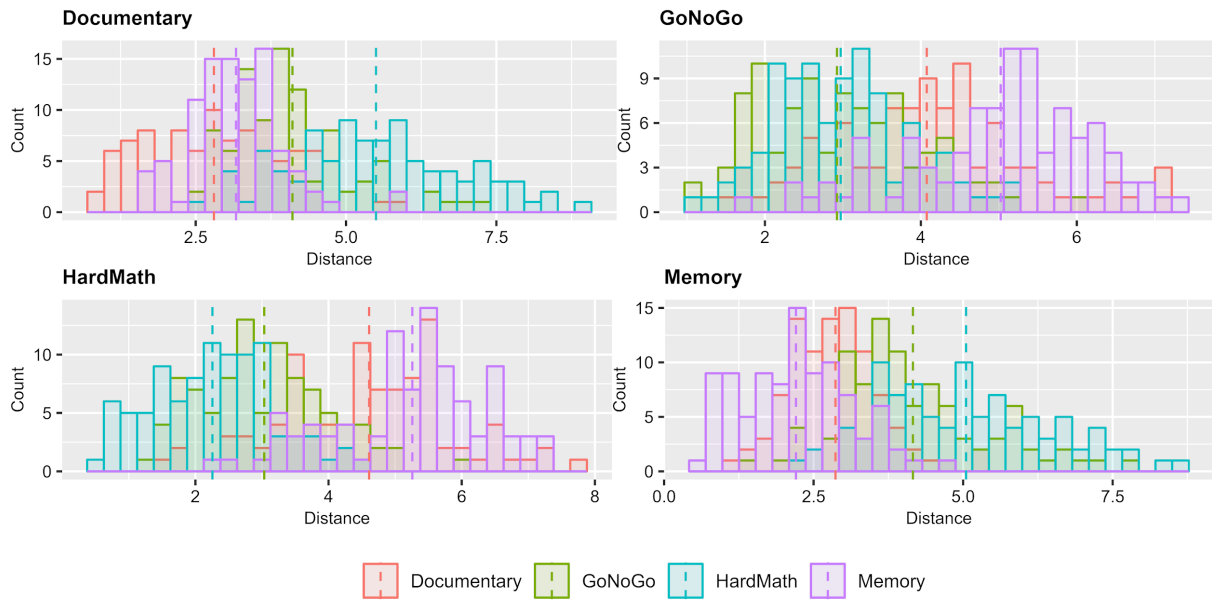 Documentary
GoNoGo
15
10
5
0
Count
2.5 5.0 7.5
Distance
9
6
3
0
Count
2 4 6
Distance
HardMath
Memory
10
5
0
Count
2 4 6 8
Distance
15
10
5
0
Count
0.0 2.5 5.0 7.5
Distance
Documentary GoNoGo HardMath Memory